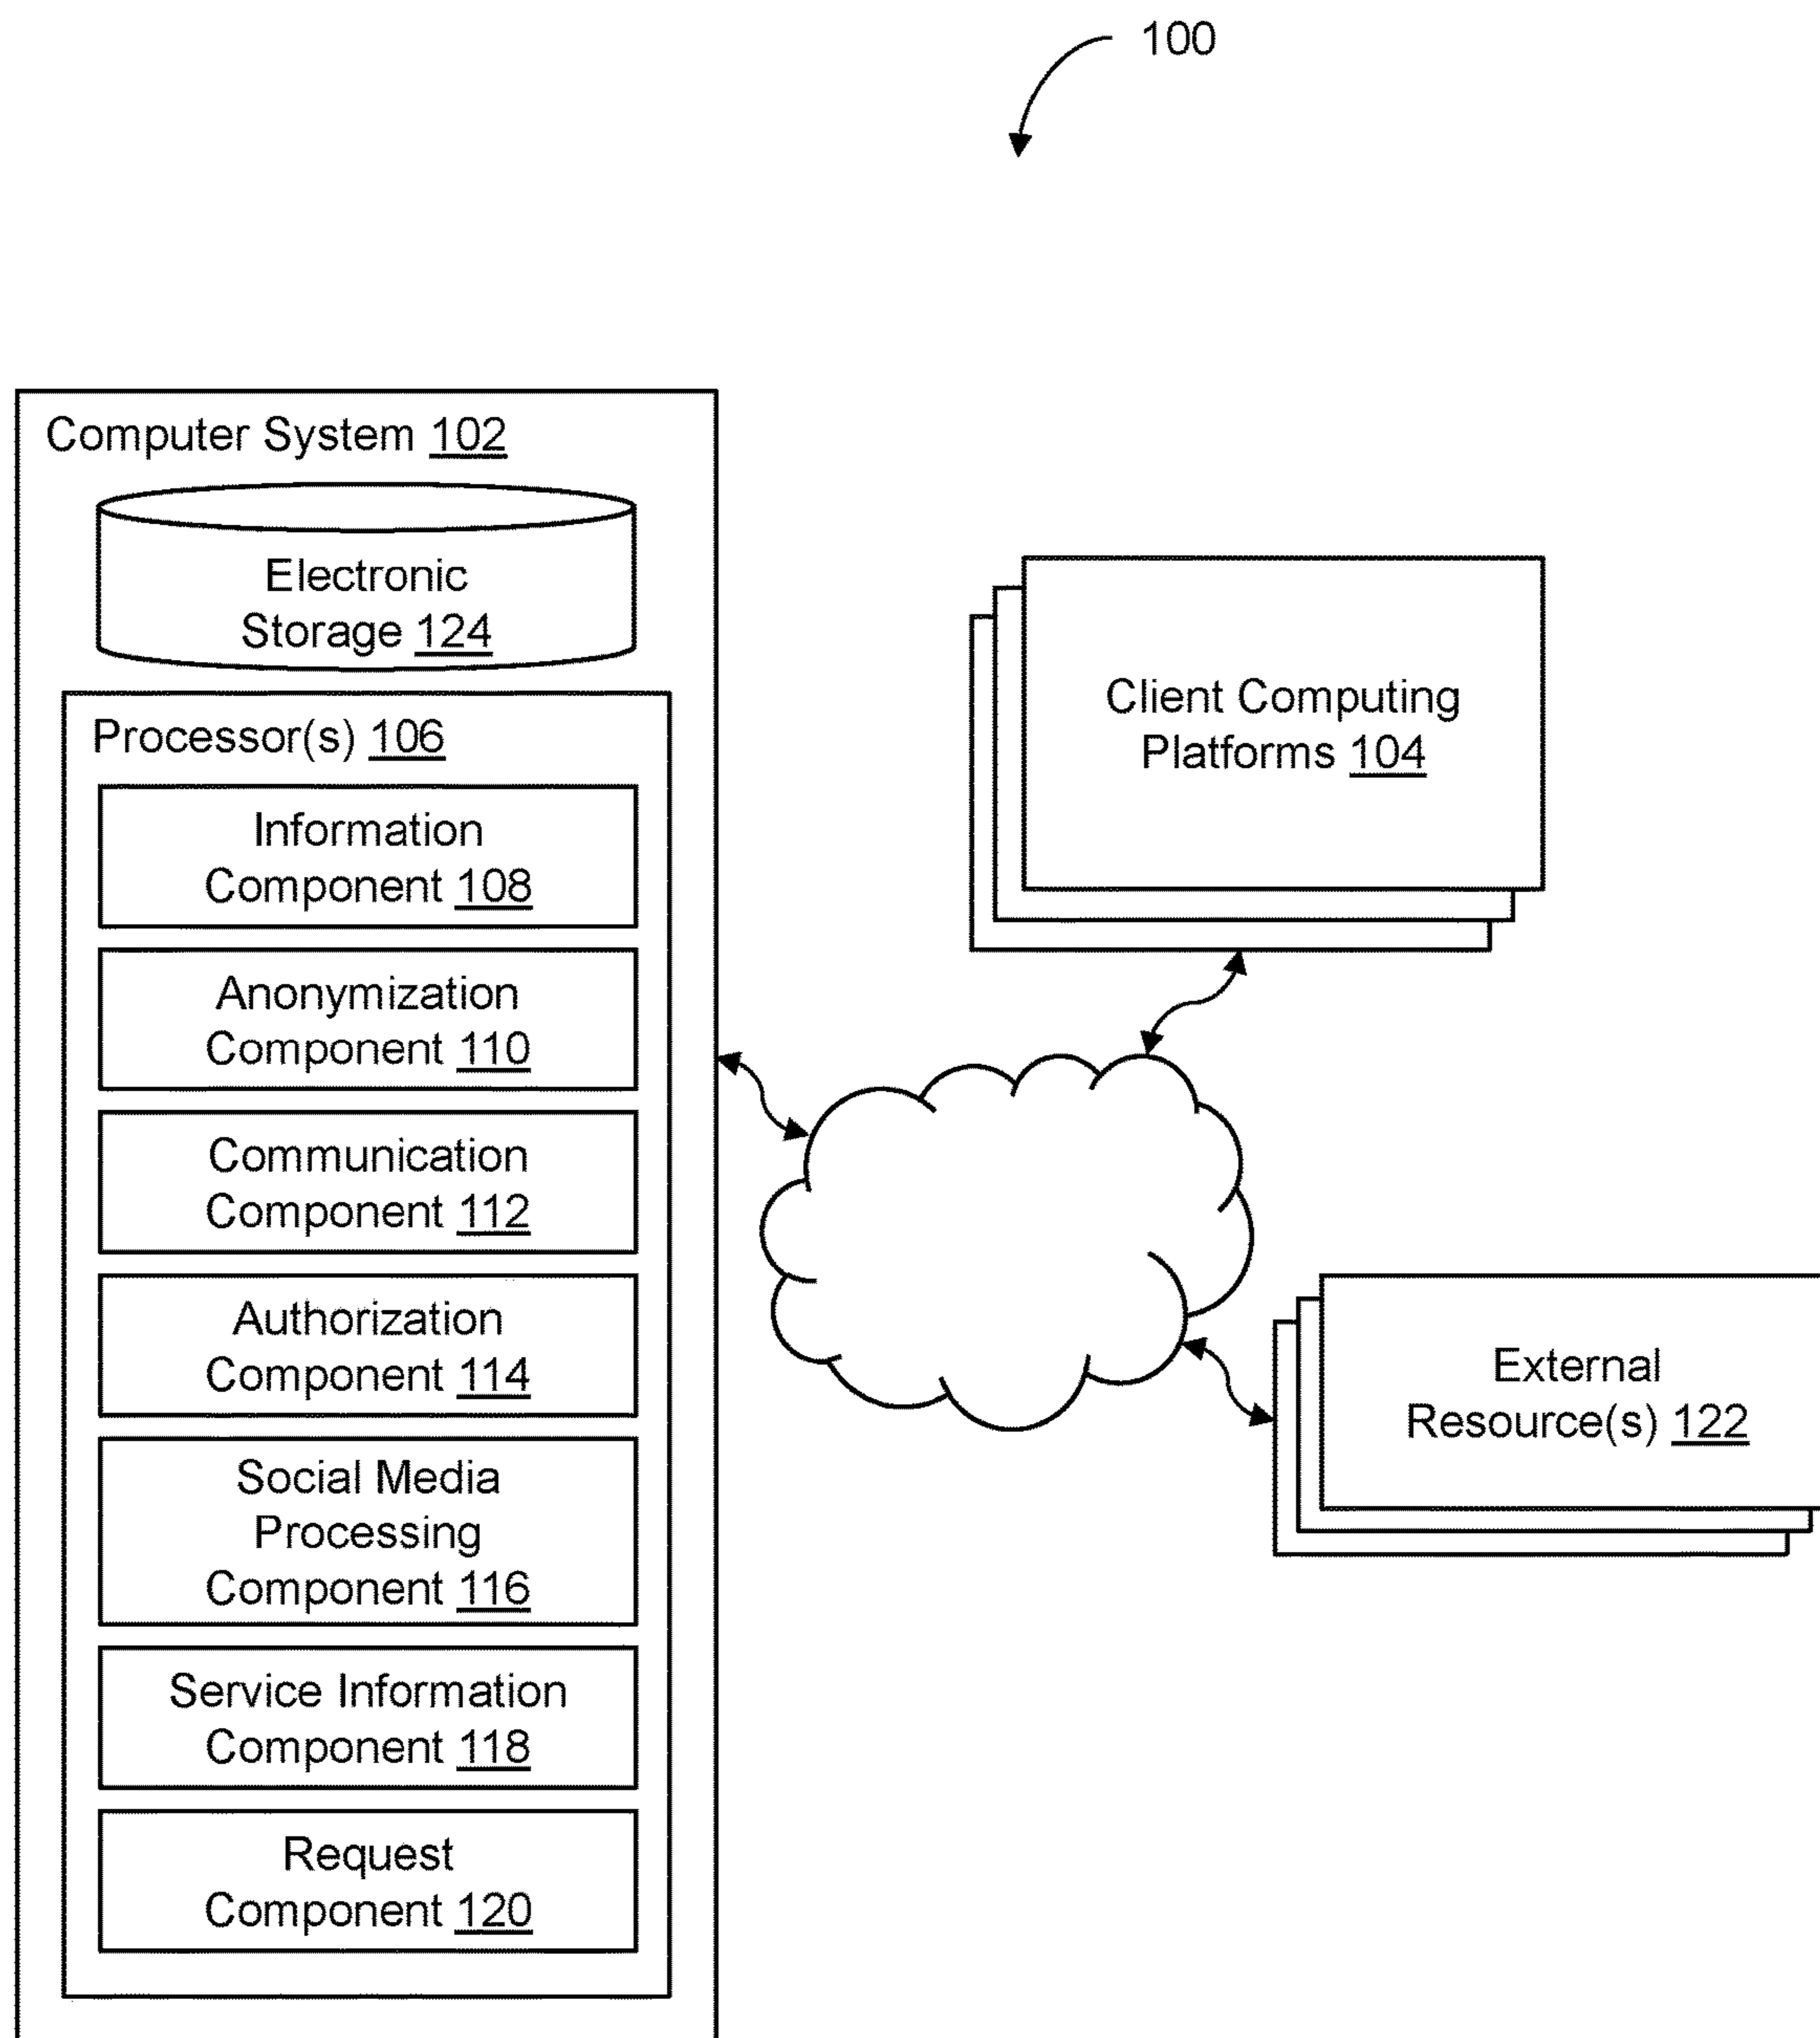 100
Computer System 102
Electronic
Storage 124
Processor(s) 106
Information
Component 108
Anonymization
Component 110
Communication
Component 112
Authorization
Component 114
Social Media
Processing
Component 116
Service Information
Component 118
Request
Component 120
Client Computing
Platforms 104
External
Resource(s) 122